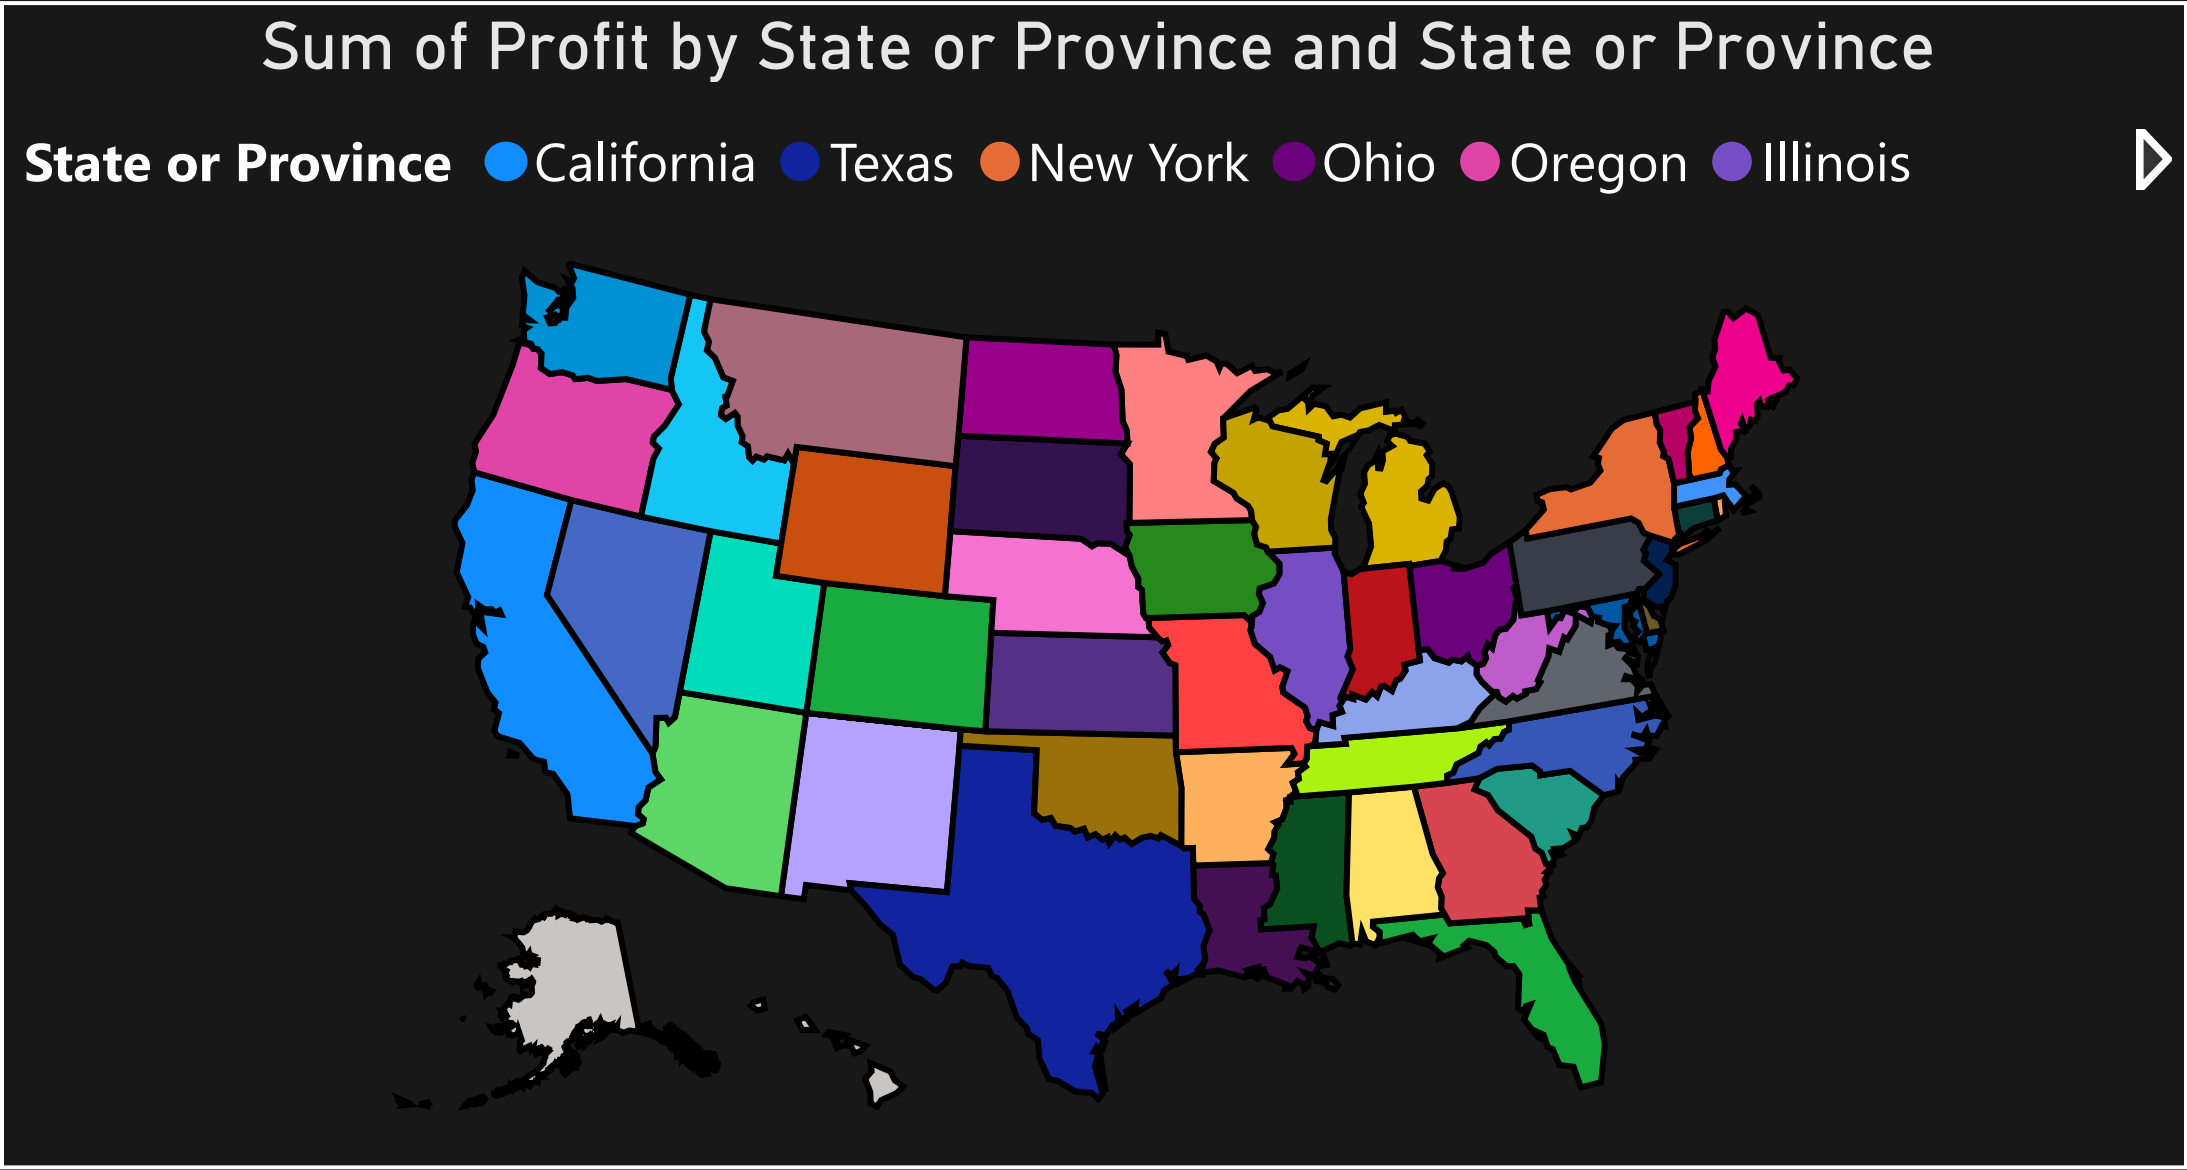 Sum of Profit by State or Province and State or Province
State or Province California Texas New York Ohio Oregon Illinois